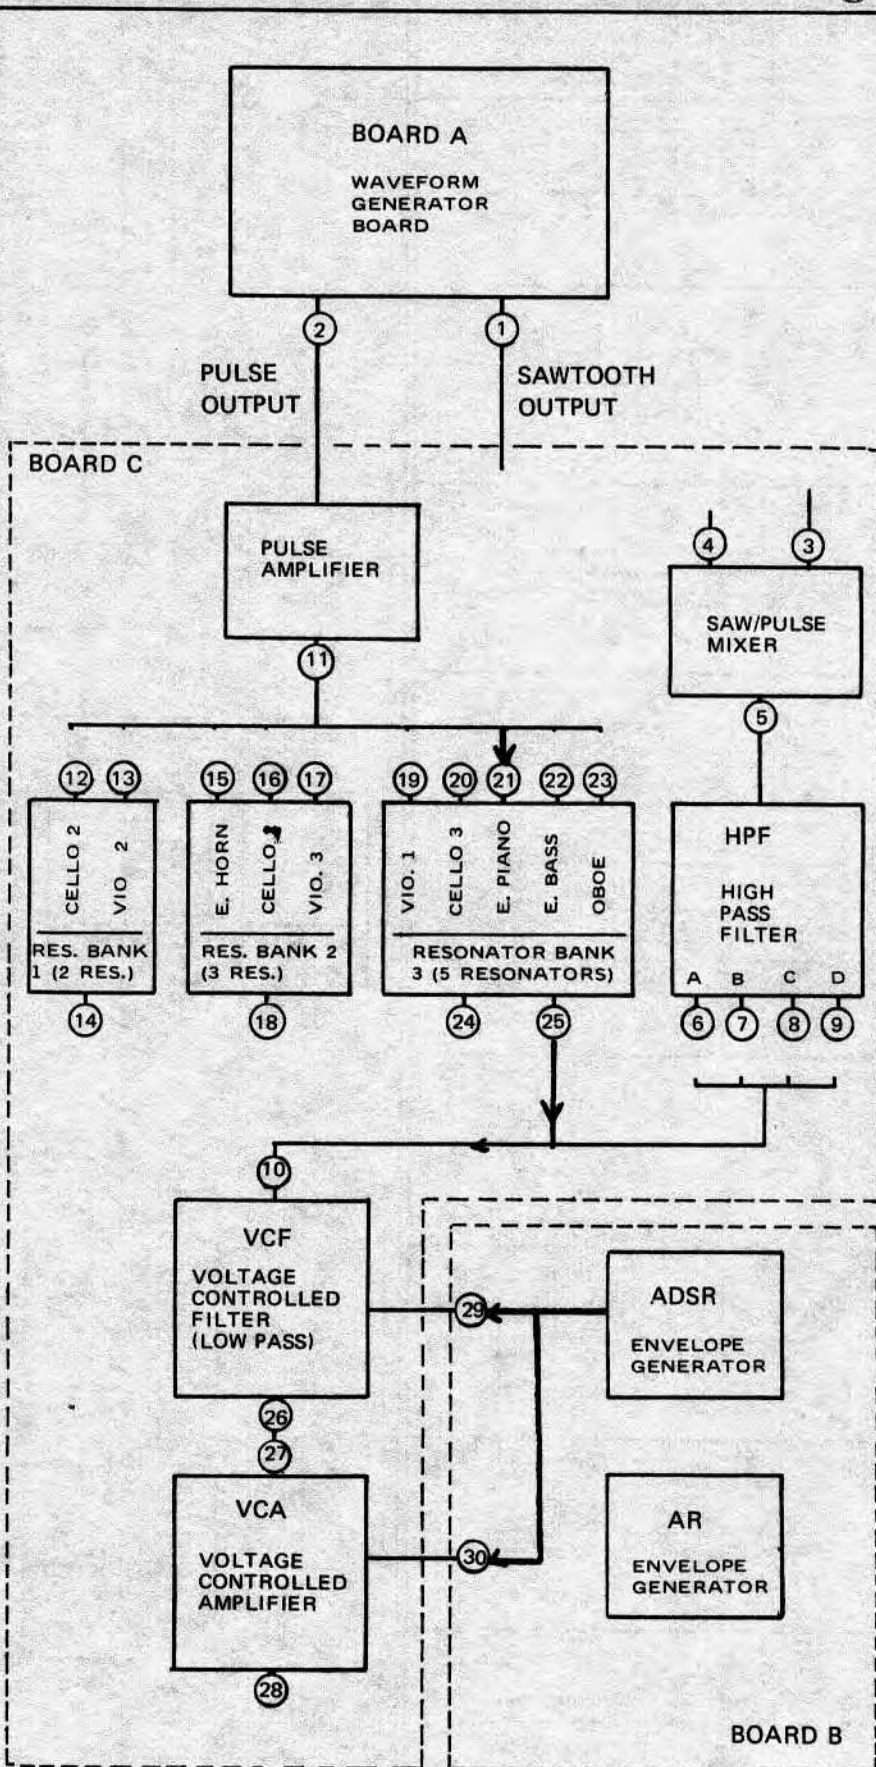 BOARD A
WAVEFORM
GENERATOR
BOARD
2
1
PULSE
OUTPUT
SAWTOOTH
OUTPUT
BOARD C
PULSE
AMPLIFIER
4
3
SAW/PULSE
MIXER
11
5
12
13
15
16
17
19
20
21
22
23
CELLO 2
VIO 2
RES. BANK
1 (2 RES.)
E. HORN
CELLO
VIO. 3
RES. BANK 2
(3 RES.)
VIO. 1
CELLO 3
E. PIANO
E. BASS
OBOE
RESONATOR BANK
3 (5 RESONATORS)
HPF
HIGH
PASS
FILTER
A B C D
14
18
24
25
6
7
8
9
10
VCF
VOLTAGE
CONTROLLED
FILTER
(LOW PASS)
29
ADSR
ENVELOPE
GENERATOR
26
27
VCA
VOLTAGE
CONTROLLED
AMPLIFIER
30
AR
ENVELOPE
GENERATOR
28
BOARD B